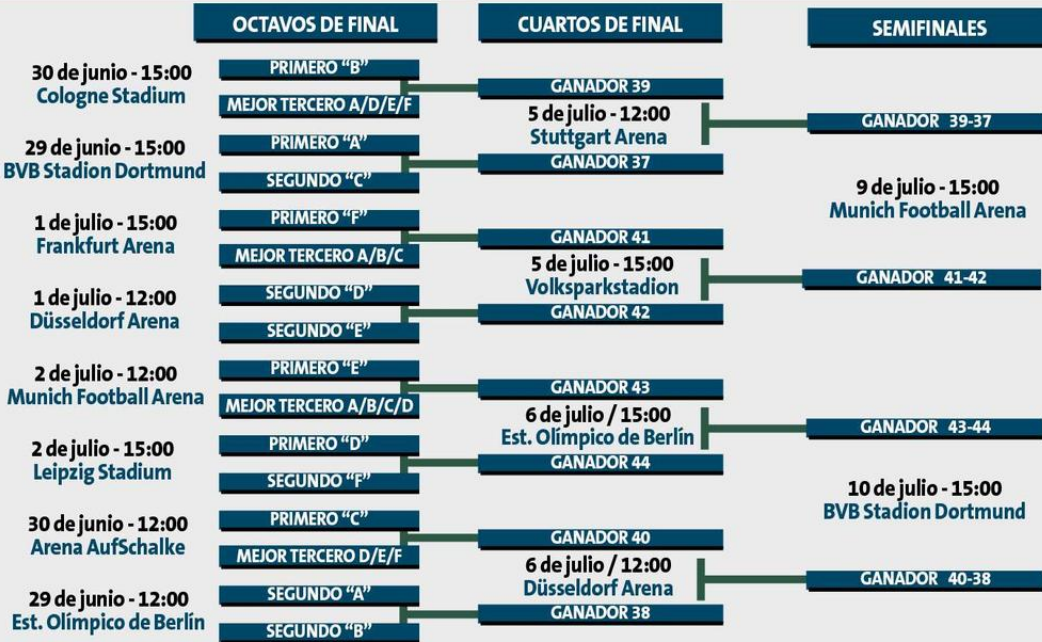 OCTAVOS DE FINAL
CUARTOS DE FINAL
SEMIFINALES
30 de junio - 15:00
Cologne Stadium
PRIMERO “B”
MEJOR TERCERO A/D/E/F
29 de junio - 15:00
BVB Stadion Dortmund
PRIMERO “A”
SEGUNDO “C”
1 de julio - 15:00
Frankfurt Arena
PRIMERO “F”
MEJOR TERCERO A/B/C
1 de julio - 12:00
Düsseldorf Arena
SEGUNDO “D”
SEGUNDO “E”
2 de julio - 12:00
Munich Football Arena
PRIMERO “E”
MEJOR TERCERO A/B/C/D
2 de julio - 15:00
Leipzig Stadium
PRIMERO “D”
SEGUNDO “F”
30 de junio - 12:00
Arena AufSchalke
PRIMERO “C”
MEJOR TERCERO D/E/F
29 de junio - 12:00
Est. Olímpico de Berlín
SEGUNDO “A”
SEGUNDO “B”
GANADOR 39
5 de julio - 12:00
Stuttgart Arena
GANADOR 37
GANADOR 41
5 de julio - 15:00
Volksparkstadion
GANADOR 42
GANADOR 43
6 de julio / 15:00
Est. Olímpico de Berlín
GANADOR 44
GANADOR 40
6 de julio / 12:00
Düsseldorf Arena
GANADOR 38
GANADOR 39-37
9 de julio - 15:00
Munich Football Arena
GANADOR 41-42
GANADOR 43-44
10 de julio - 15:00
BVB Stadion Dortmund
GANADOR 40-38